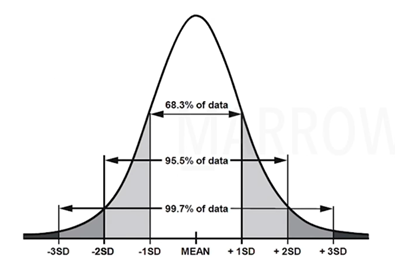 68.3% of data
MARROW
95.5% of data
99.7% of data
-3SD -2SD -1SD MEAN + 1SD + 2SD + 3SD